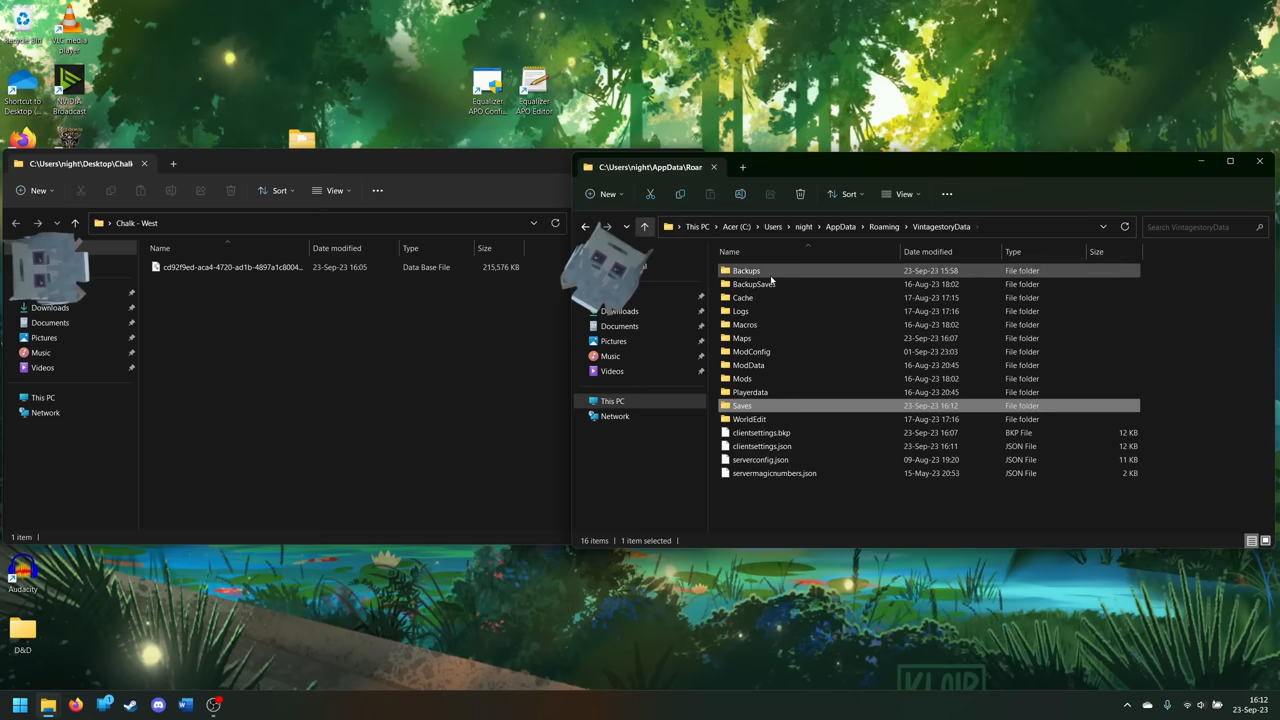 Recycle Bin
VLC media
player
Shortcut to
Desktop (...
NVIDIA
Broadcast
Equalizer
APO Confi...
Equalizer
APO Editor
C:\Users\night\Desktop\Chalk
New
Sort
View
Chalk - West
Name
Date modified
Type
Size
cd92f9ed-aca4-4720-ad1b-4897a1c8004...
23-Sep-23 16:05
Data Base File
215,576 KB
Downloads
Documents
Pictures
Music
Videos
This PC
Network
1 item
C:\Users\night\AppData\Roar
New
Sort
View
This PC > Acer (C:) > Users > night > AppData > Roaming > VintagestoryData
Search VintagestoryData
Name
Date modified
Type
Size
Downloads
Documents
Pictures
Music
Videos
This PC
Network
Backups 23-Sep-23 15:58 File folder
BackupSaves 16-Aug-23 18:02 File folder
Cache 17-Aug-23 17:15 File folder
Logs 17-Aug-23 17:16 File folder
Macros 16-Aug-23 18:02 File folder
Maps 23-Sep-23 16:07 File folder
ModConfig 01-Sep-23 23:03 File folder
ModData 16-Aug-23 20:45 File folder
Mods 16-Aug-23 18:02 File folder
Playerdata 16-Aug-23 20:45 File folder
Saves 23-Sep-23 16:12 File folder
WorldEdit 17-Aug-23 17:16 File folder
clientsettings.bkp 23-Sep-23 16:07 BKP File 12 KB
clientsettings.json 23-Sep-23 16:11 JSON File 12 KB
serverconfig.json 09-Aug-23 19:20 JSON File 11 KB
servermagicnumbers.json 15-May-23 20:53 JSON File 2 KB
16 items
1 item selected
Audacity
D&D
16:12
23-Sep-23